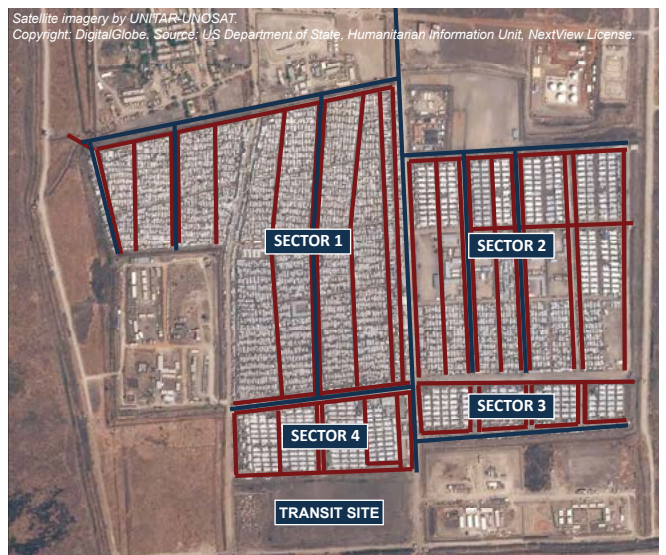 Satellite imagery by UNITAR-UNOSAT.
Copyright: DigitalGlobe. Source: US Department of State, Humanitarian Information Unit, NextView License.
SECTOR 1
SECTOR 2
SECTOR 3
SECTOR 4
TRANSIT SITE